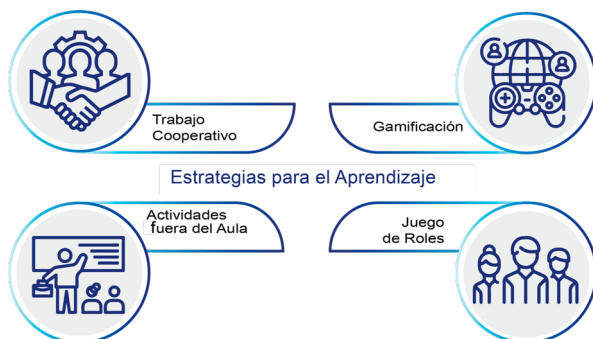 Trabajo
Cooperativo
Gamificación
Estrategias para el Aprendizaje
Actividades
fuera del Aula
Juego
de Roles